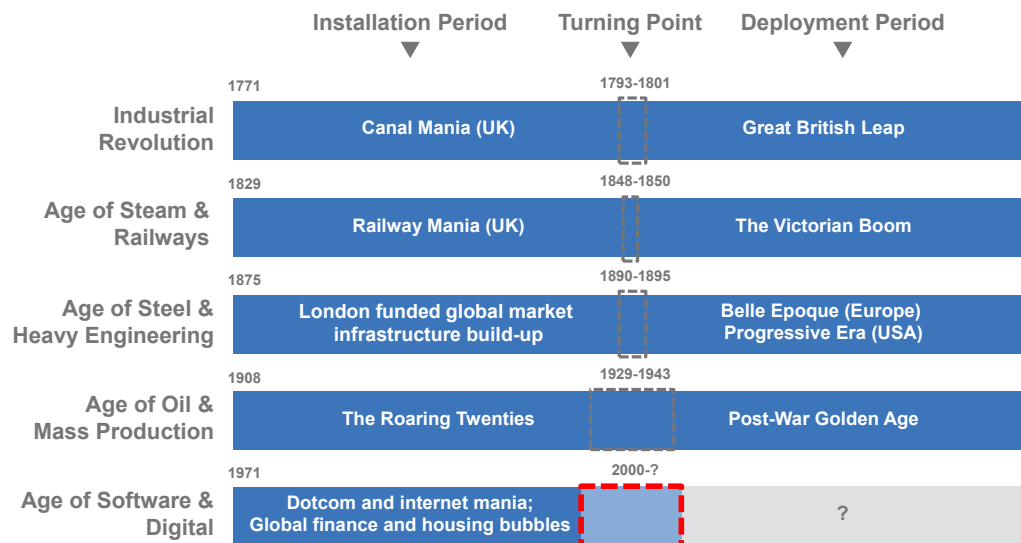 Installation Period
Turning Point
Deployment Period
1771
1793-1801
Industrial
Revolution
Canal Mania (UK)
Great British Leap
1829
1848-1850
Age of Steam &
Railways
Railway Mania (UK)
The Victorian Boom
1875
1890-1895
Age of Steel &
Heavy Engineering
London funded global market
infrastructure build-up
Belle Epoque (Europe)
Progressive Era (USA)
1908
1929-1943
Age of Oil &
Mass Production
The Roaring Twenties
Post-War Golden Age
1971
2000-?
Age of Software &
Digital
Dotcom and internet mania;
Global finance and housing bubbles
?